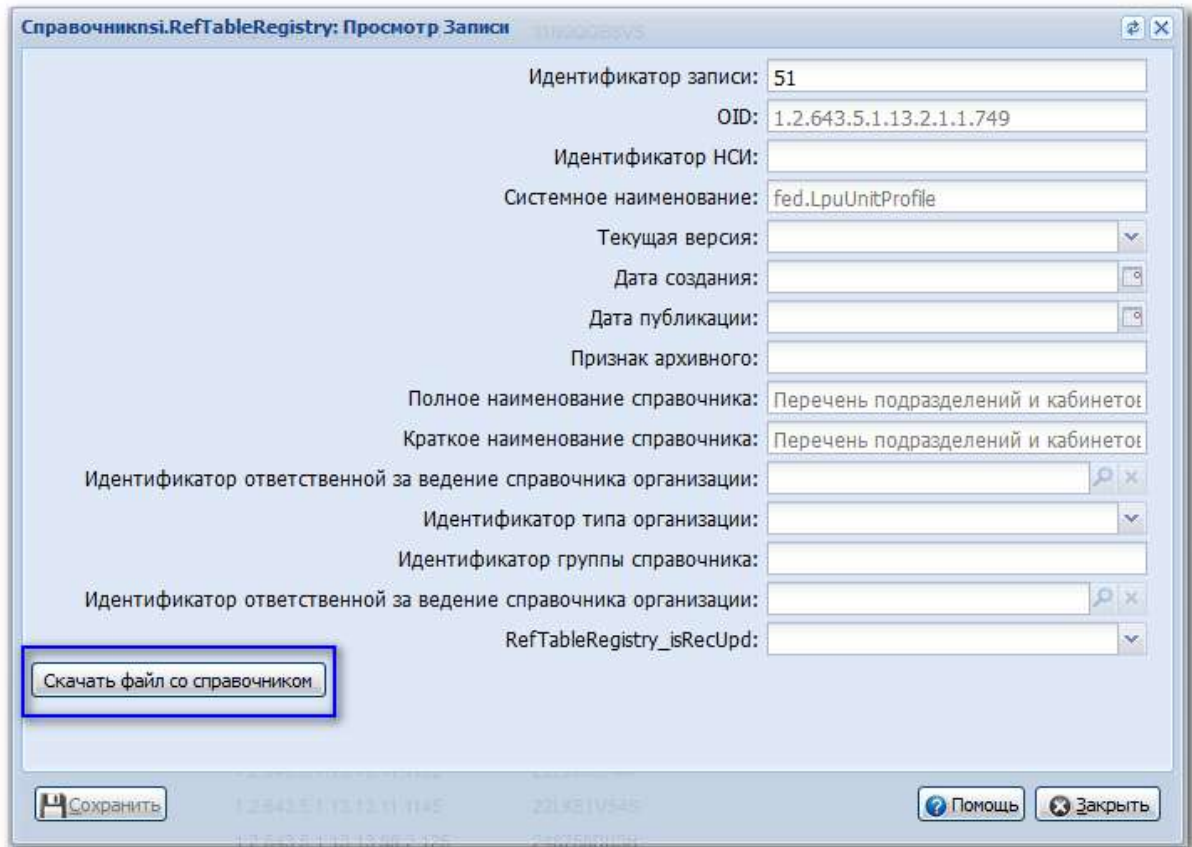 Справочникnsi.RefTableRegistry: Просмотр Записи
Идентификатор записи: 51
OID: 1.2.643.5.1.13.2.1.1.749
Идентификатор НСИ:
Системное наименование: fed.LpuUnitProfile
Текущая версия:
Дата создания:
Дата публикации:
Признак архивного:
Полное наименование справочника: Перечень подразделений и кабинетов
Краткое наименование справочника: Перечень подразделений и кабинетов
Идентификатор ответственной за ведение справочника организации:
Идентификатор типа организации:
Идентификатор группы справочника:
Идентификатор ответственной за ведение справочника организации:
RefTableRegistry_isRecUpd:
Скачать файл со справочником
Сохранить Помощь Закрыть